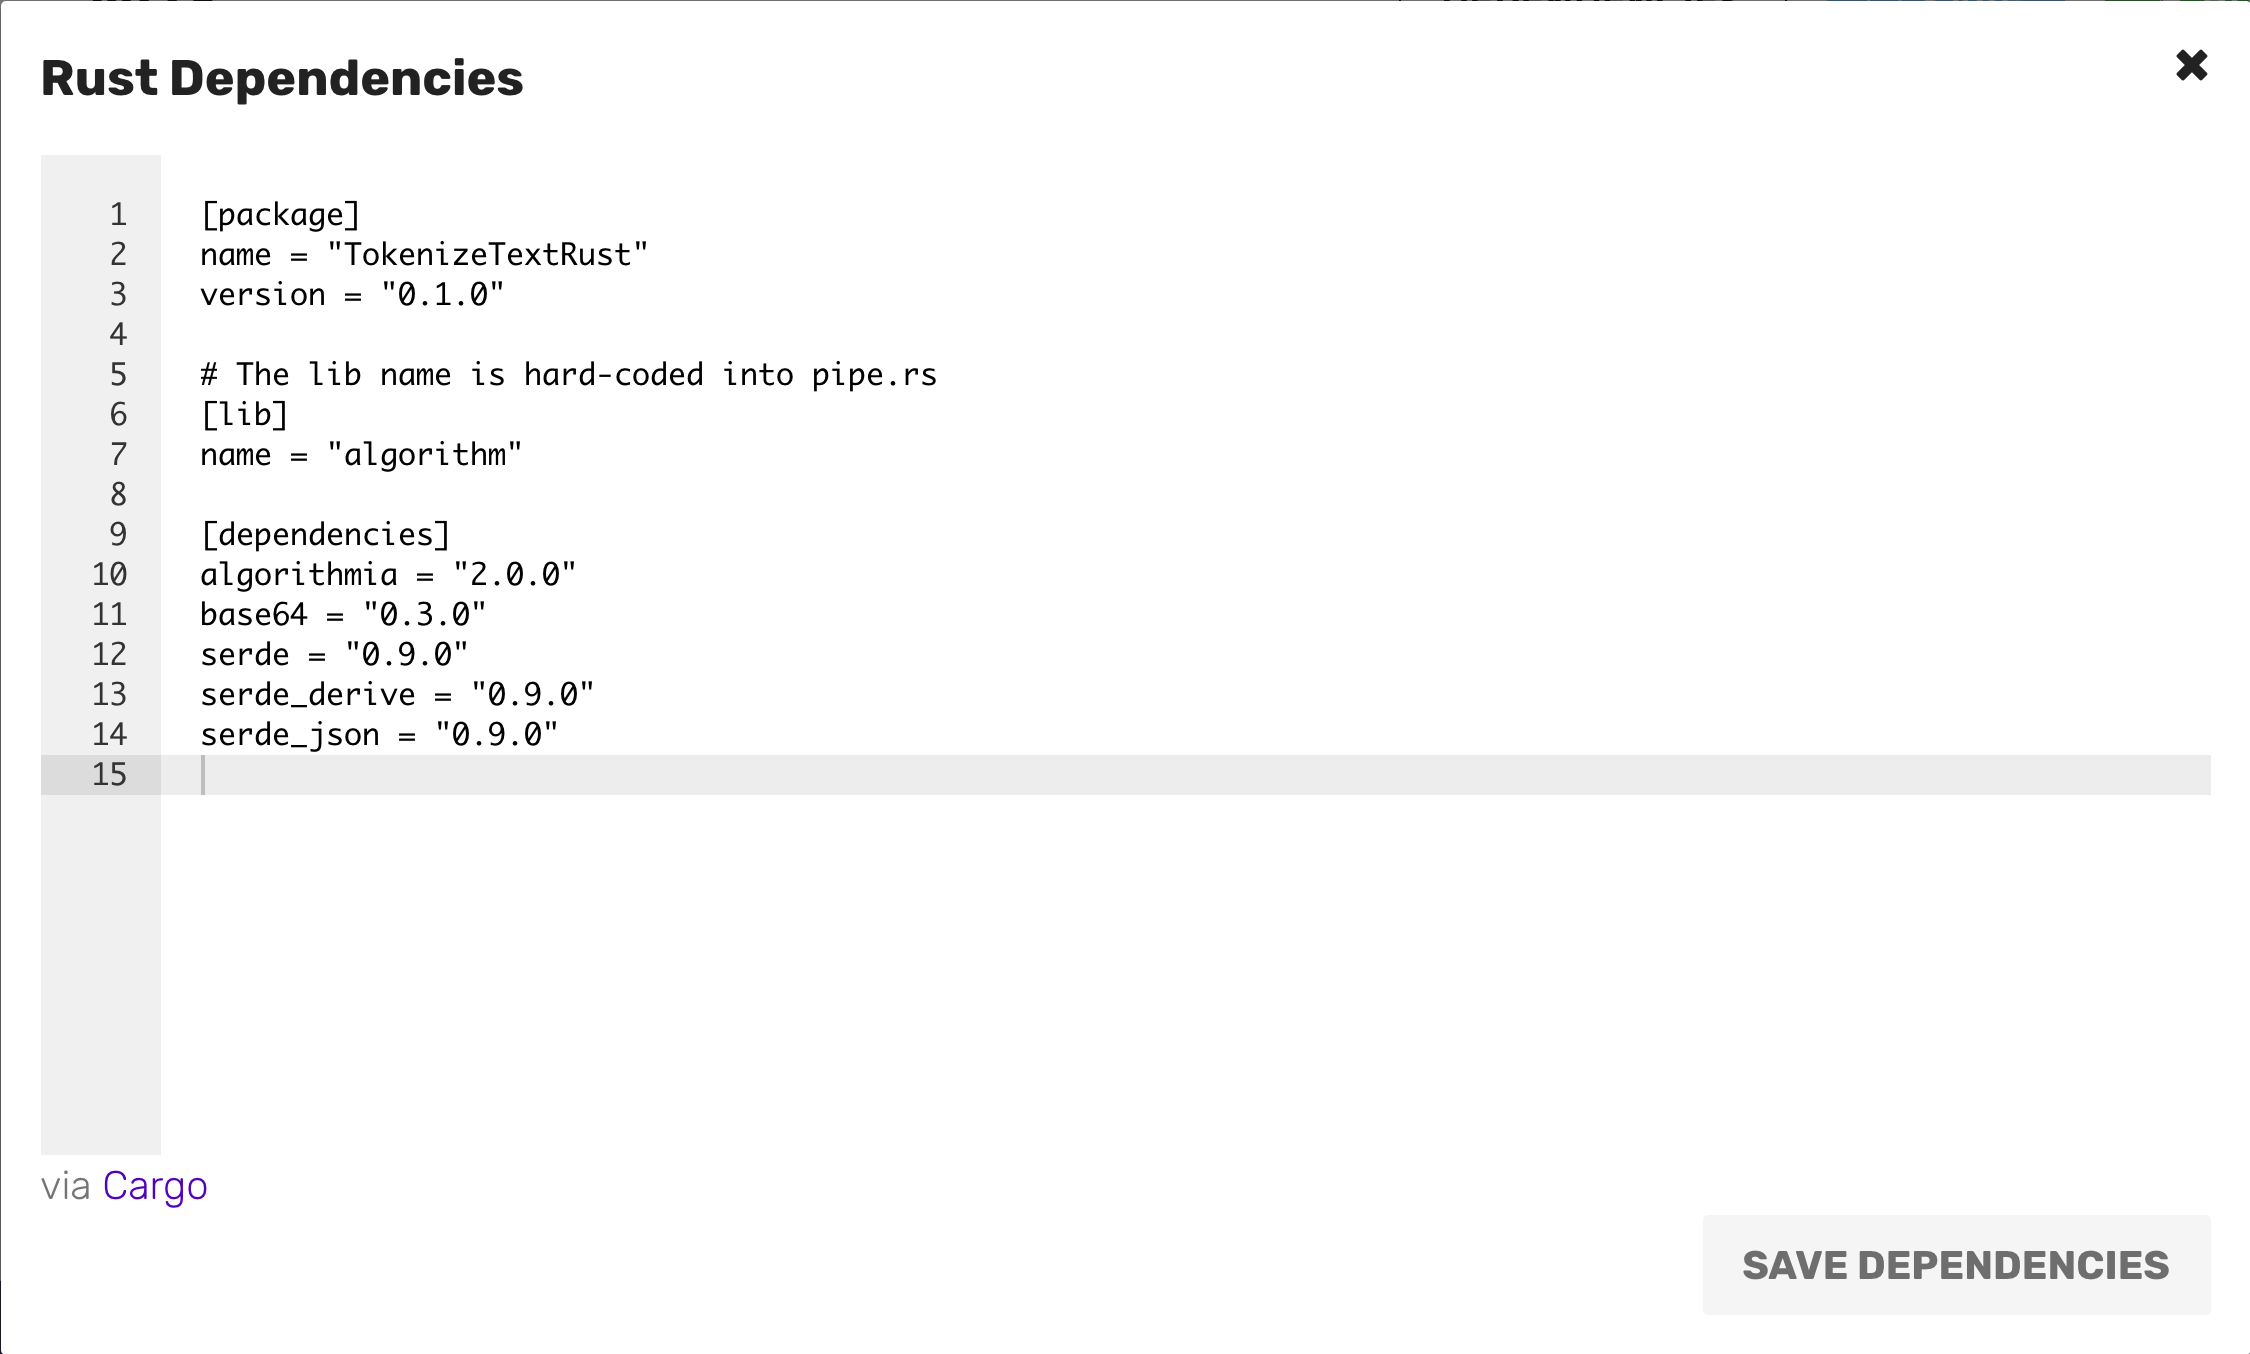 Rust Dependencies
✖
1 [package]
2 name = "TokenizeTextRust"
3 version = "0.1.0"
4
5 # The lib name is hard-coded into pipe.rs
6 [lib]
7 name = "algorithm"
8
9 [dependencies]
10 algorithmia = "2.0.0"
11 base64 = "0.3.0"
12 serde = "0.9.0"
13 serde_derive = "0.9.0"
14 serde_json = "0.9.0"
15
via Cargo
SAVE DEPENDENCIES